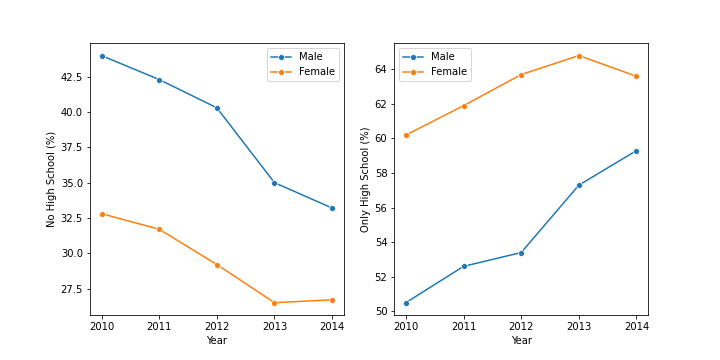 No High School (%)
42.5
40.0
37.5
35.0
32.5
30.0
27.5
2010 2011 2012 2013 2014
Year
Male
Female
Only High School (%)
64
62
60
58
56
54
52
50
2010 2011 2012 2013 2014
Year
Male
Female